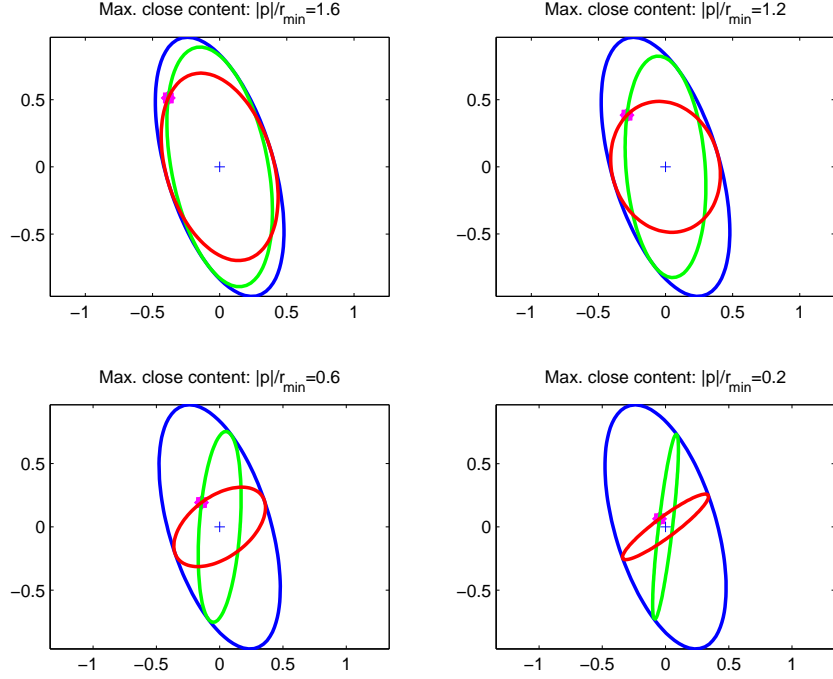 Max. close content: |p|/r_min=1.6
0.5
0
−0.5
−1 −0.5 0 0.5 1
Max. close content: |p|/r_min=1.2
0.5
0
−0.5
−1 −0.5 0 0.5 1
Max. close content: |p|/r_min=0.6
0.5
0
−0.5
−1 −0.5 0 0.5 1
Max. close content: |p|/r_min=0.2
0.5
0
−0.5
−1 −0.5 0 0.5 1